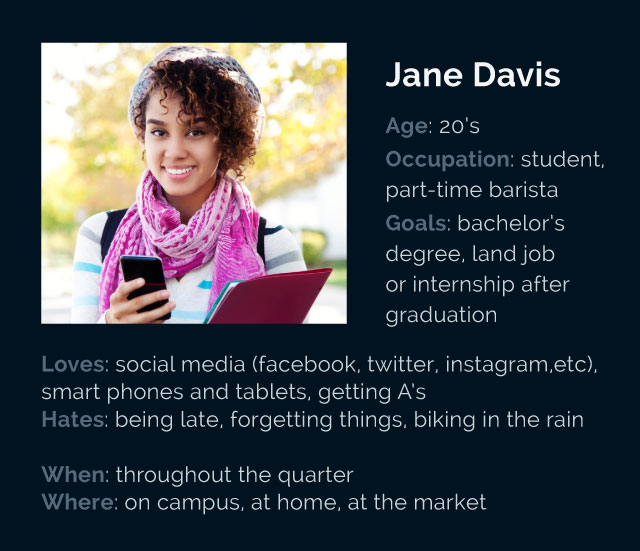 Jane Davis
Age: 20's
Occupation: student,
part-time barista
Goals: bachelor's
degree, land job
or internship after
graduation
Loves: social media (facebook, twitter, instagram,etc),
smart phones and tablets, getting A's
Hates: being late, forgetting things, biking in the rain
When: throughout the quarter
Where: on campus, at home, at the market